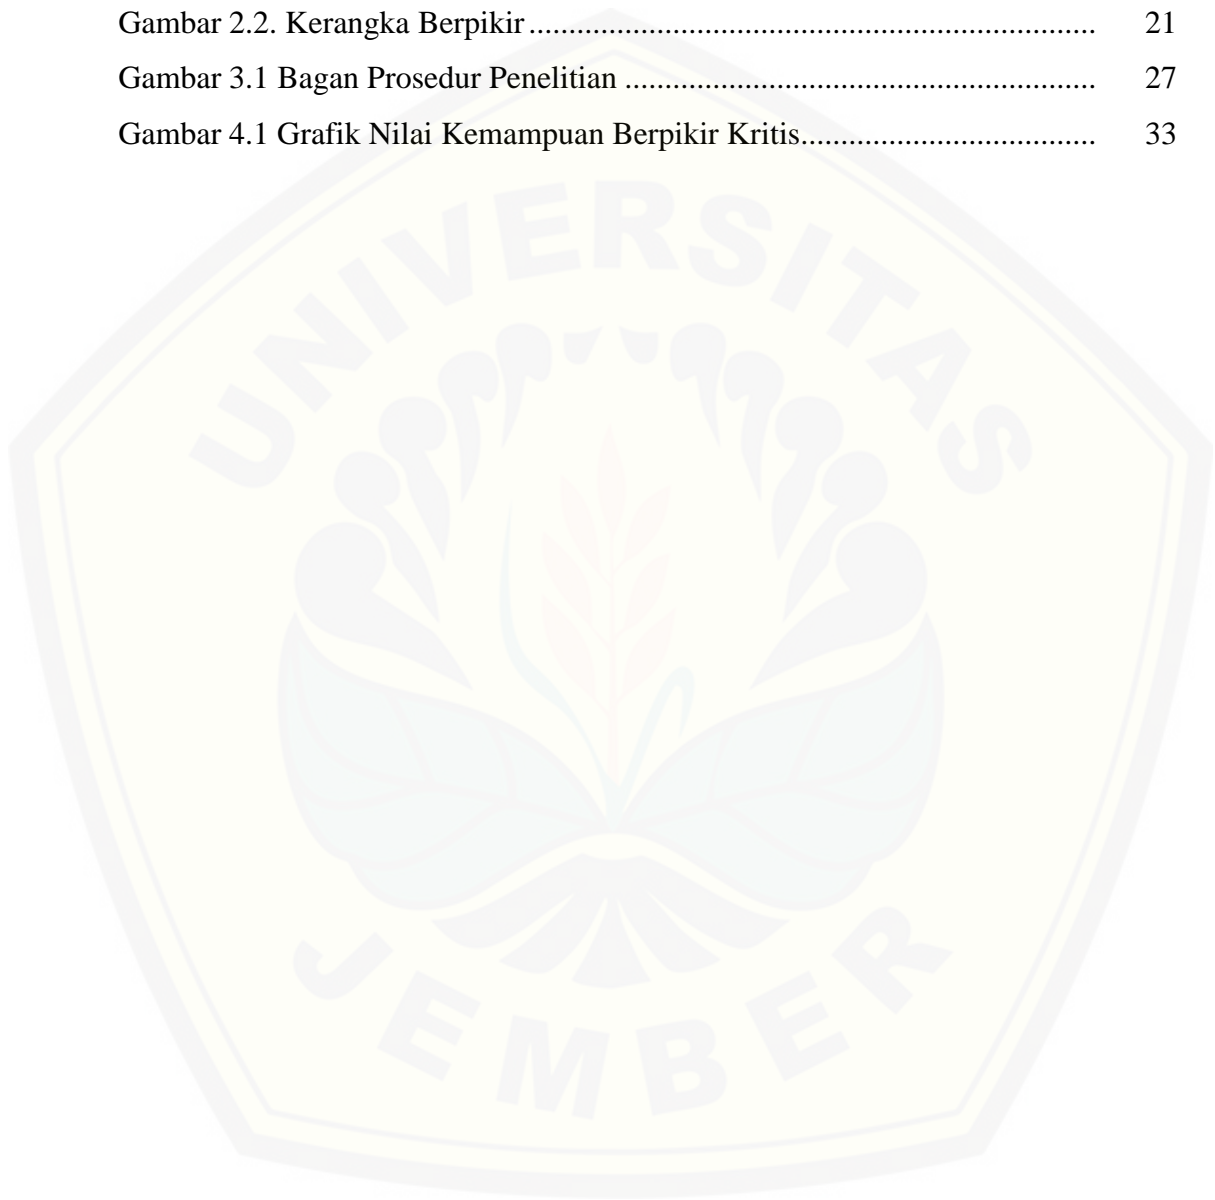 Gambar 2.2. Kerangka Berpikir ....................................................................... 21
Gambar 3.1 Bagan Prosedur Penelitian ........................................................... 27
Gambar 4.1 Grafik Nilai Kemampuan Berpikir Kritis..................................... 33
UNIVERSITAS
JEMBER